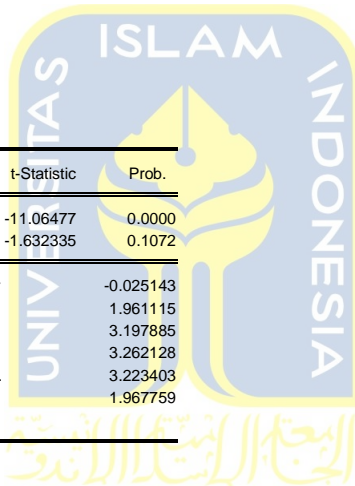 ISLAM
UNIVERSITAS
INDONESIA
t-Statistic Prob.
-11.06477 0.0000
-1.632335 0.1072
-0.025143
1.961115
3.197885
3.262128
3.223403
1.967759